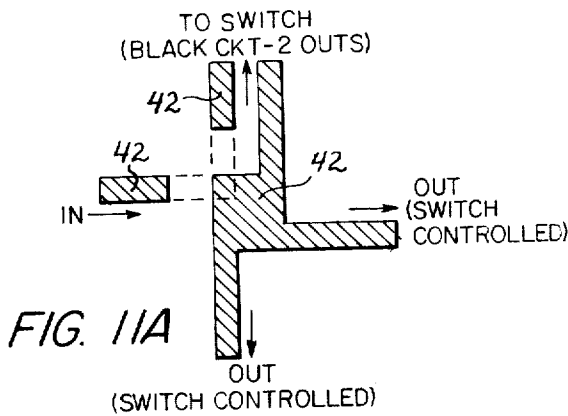 TO SWITCH
(BLACK CKT-2 OUTS)
42
42
42
IN
OUT
(SWITCH
CONTROLLED)
FIG. 11A
OUT
(SWITCH CONTROLLED)